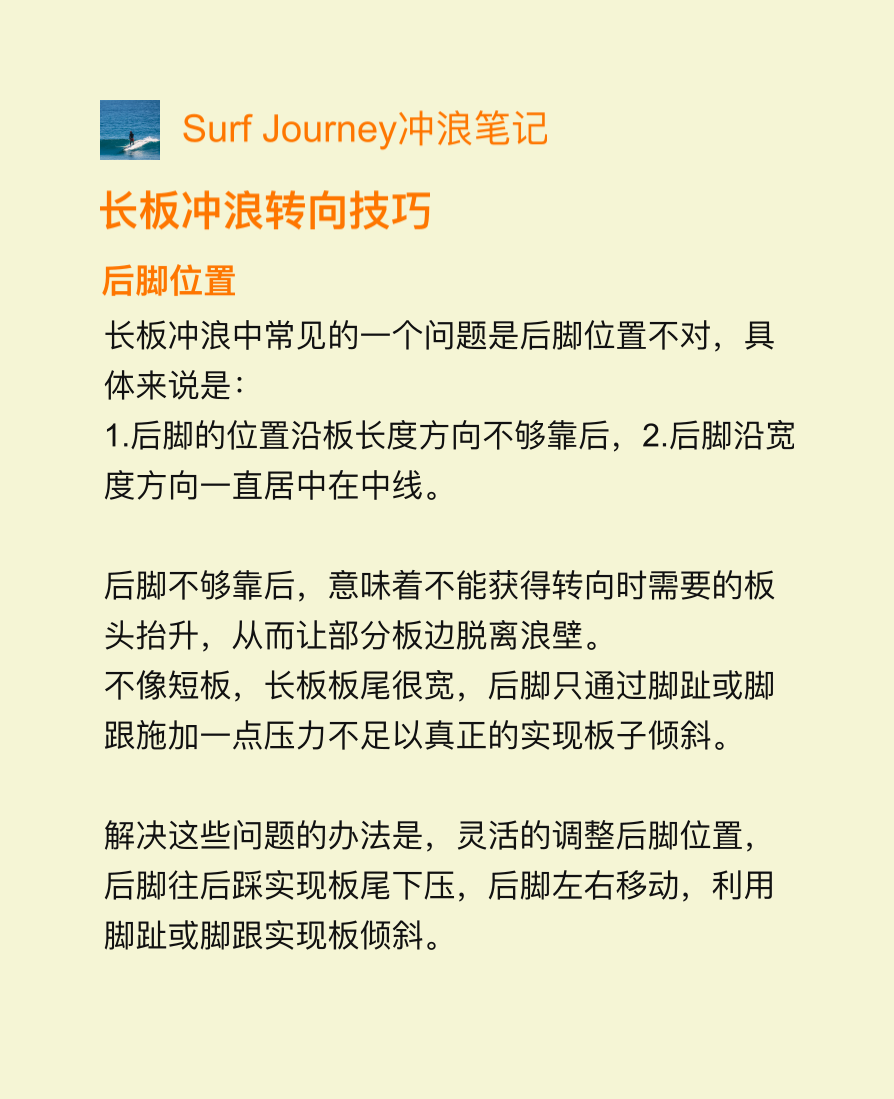 Surf Journey冲浪笔记
长板冲浪转向技巧
后脚位置
长板冲浪中常见的一个问题是后脚位置不对，具
体来说是：
1.后脚的位置沿板长度方向不够靠后，2.后脚沿宽
度方向一直居中在中线。
后脚不够靠后，意味着不能获得转向时需要的板
头抬升，从而让部分板边脱离浪壁。
不像短板，长板板尾很宽，后脚只通过脚趾或脚
跟施加一点压力不足以真正的实现板子倾斜。
解决这些问题的办法是，灵活的调整后脚位置，
后脚往后踩实现板尾下压，后脚左右移动，利用
脚趾或脚跟实现板倾斜。